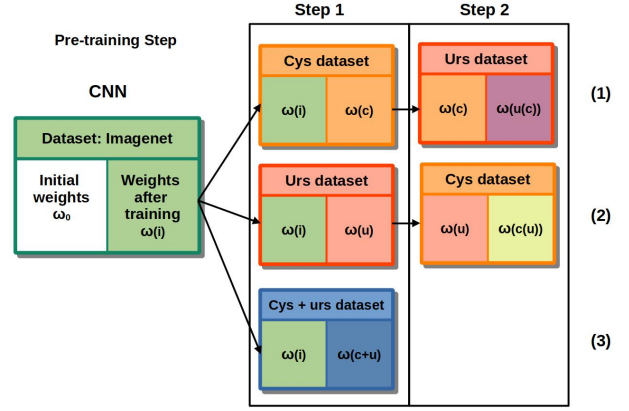 Step 1
Step 2
Pre-training Step
CNN
Dataset: Imagenet
Initial weights ω₀
Weights after training ω(i)
Cys dataset
ω(i)
ω(c)
Urs dataset
ω(c)
ω(u(c))
(1)
Urs dataset
ω(i)
ω(u)
Cys dataset
ω(u)
ω(c(u))
(2)
Cys + urs dataset
ω(i)
ω(c+u)
(3)